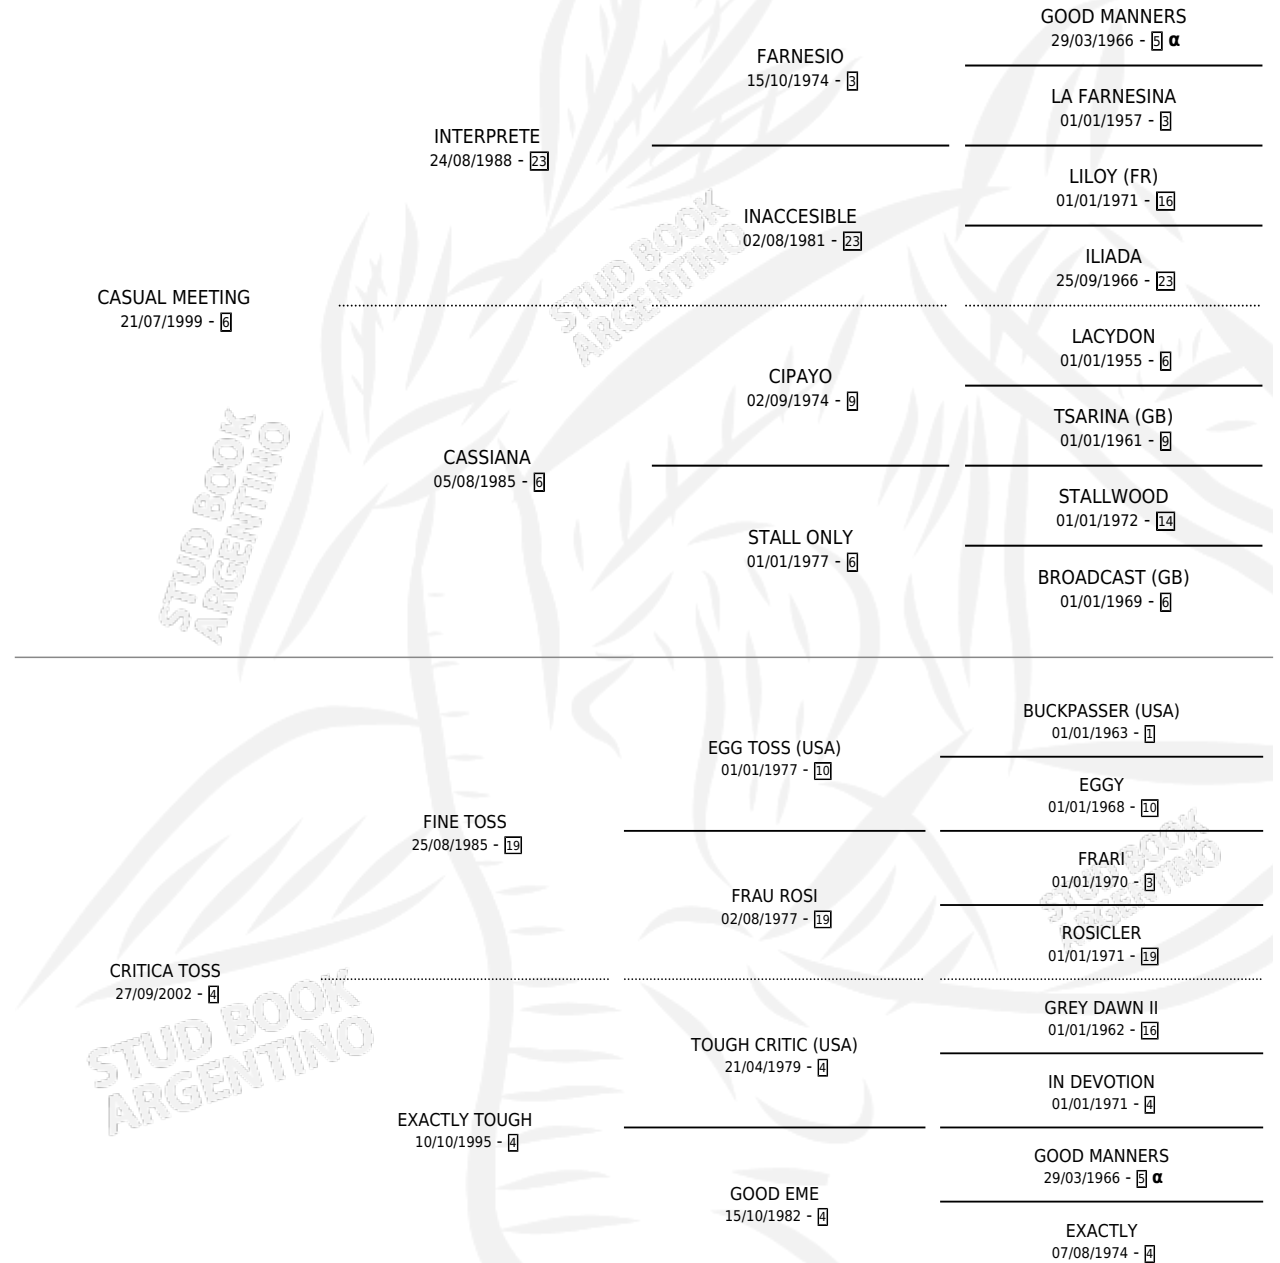 GOOD MANNERS
29/03/1966 - 5 α
FARNESIO
15/10/1974 - 3
LA FARNESINA
01/01/1957 - 3
INTERPRETE
24/08/1988 - 23
LILOY (FR)
01/01/1971 - 16
INACCESIBLE
02/08/1981 - 23
ILIADA
25/09/1966 - 23
CASUAL MEETING
21/07/1999 - 6
LACYDON
01/01/1955 - 6
CIPAYO
02/09/1974 - 9
TSARINA (GB)
01/01/1961 - 9
CASSIANA
05/08/1985 - 6
STALLWOOD
01/01/1972 - 14
STALL ONLY
01/01/1977 - 6
BROADCAST (GB)
01/01/1969 - 6
BUCKPASSER (USA)
01/01/1963 - 1
EGG TOSS (USA)
01/01/1977 - 10
EGGY
01/01/1968 - 10
FINE TOSS
25/08/1985 - 19
FRARI
01/01/1970 - 3
FRAU ROSI
02/08/1977 - 19
ROSICLER
01/01/1971 - 19
CRITICA TOSS
27/09/2002 - 4
GREY DAWN II
01/01/1962 - 16
TOUGH CRITIC (USA)
21/04/1979 - 4
IN DEVOTION
01/01/1971 - 4
EXACTLY TOUGH
10/10/1995 - 4
GOOD MANNERS
29/03/1966 - 5 α
GOOD EME
15/10/1982 - 4
EXACTLY
07/08/1974 - 4
STUD BOOK
ARGENTINO
STUD BOOK
ARGENTINO
STUD BOOK
ARGENTINO
STUD BOOK
ARGENTINO